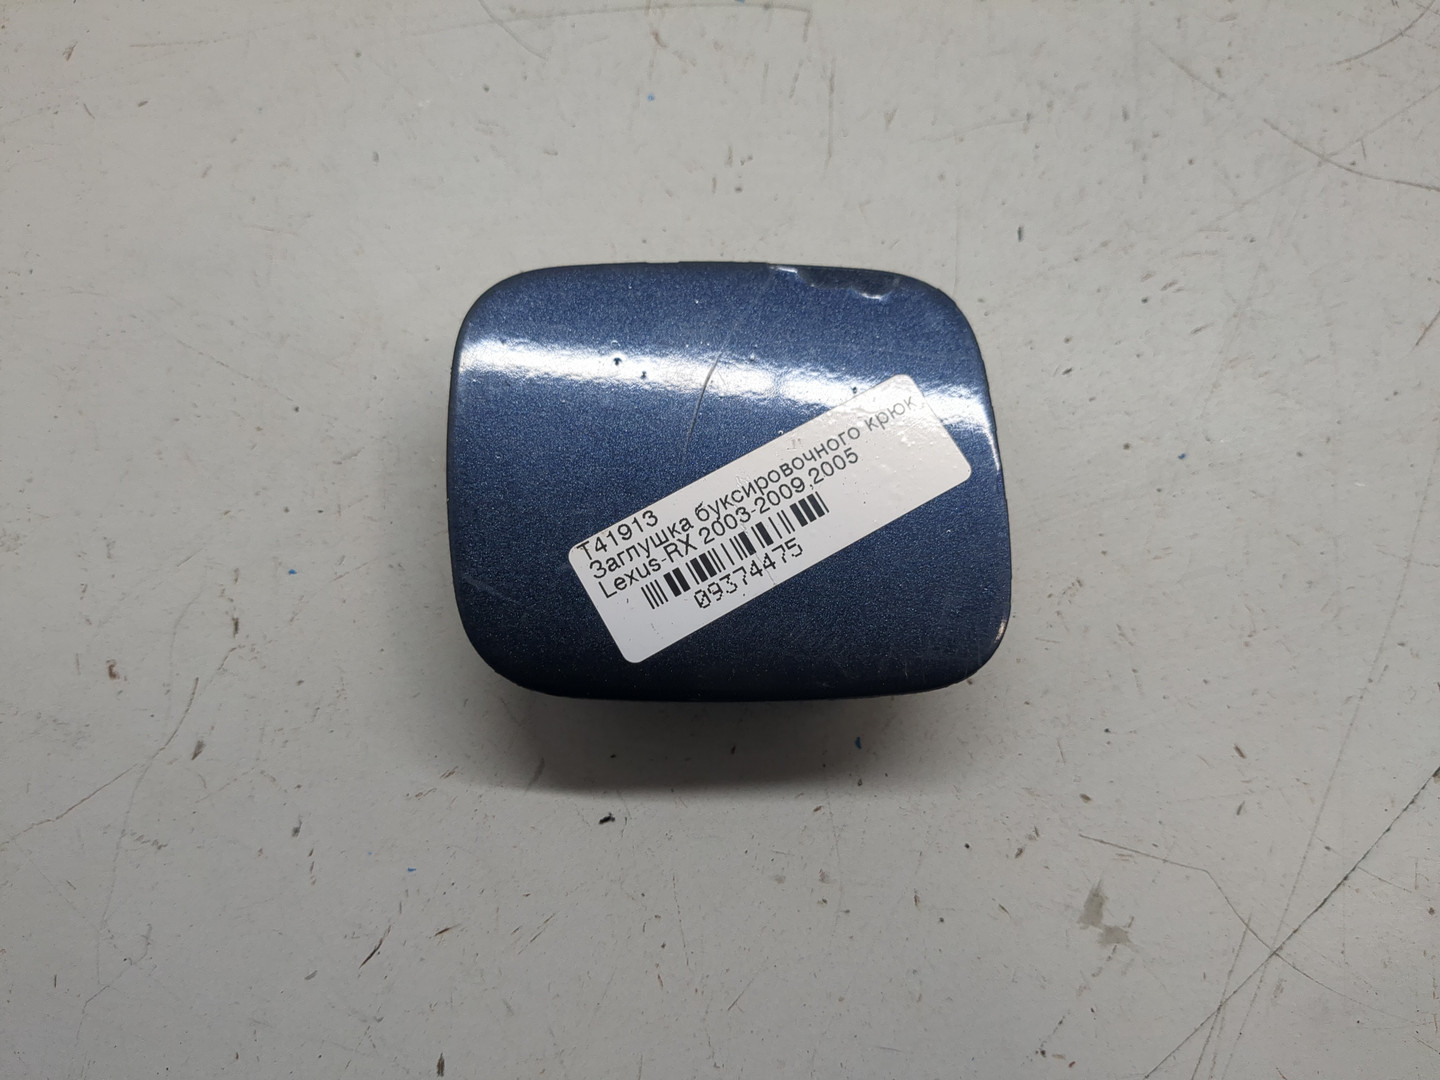 T41913
Заглушка буксировочного крюк
Lexus-RX 2003-2009,2005
09374475